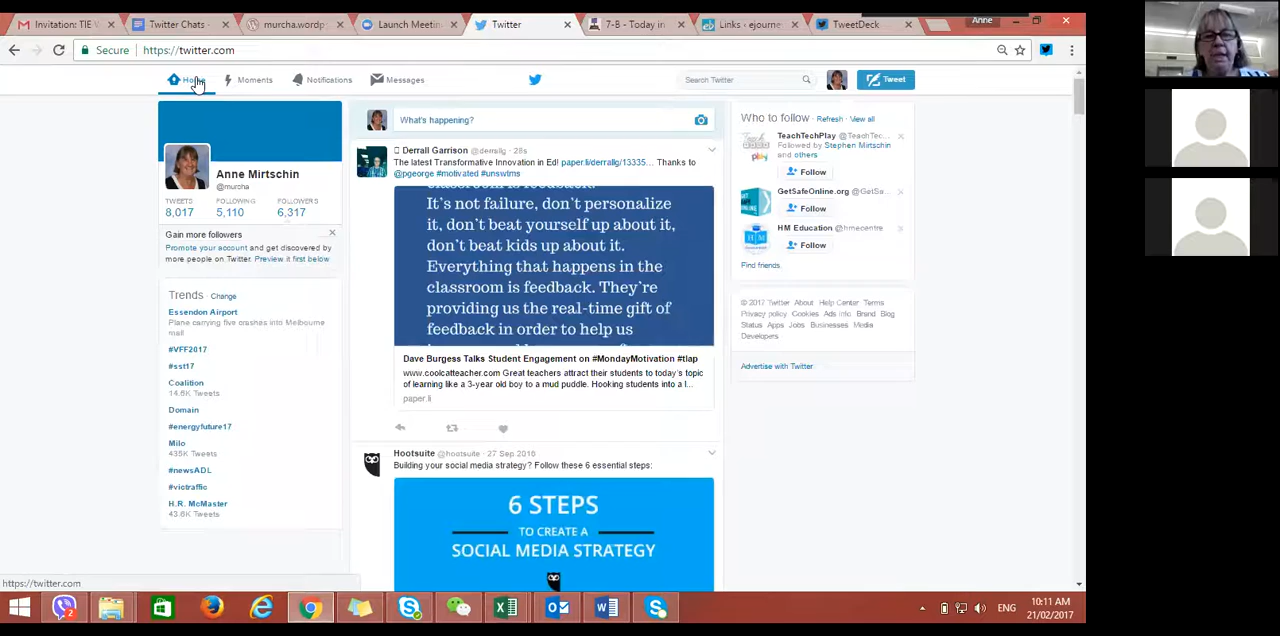 Invitation: TIE W
Twitter Chats -
murcha.wordp
Launch Meetin
Twitter
7-B - Today in
Links - ejourne
TweetDeck
Anne
Secure
https://twitter.com
Home
Moments
Notifications
Messages
Search Twitter
Tweet
Anne Mirtschin
@murcha
TWEETS FOLLOWING FOLLOWERS
8,017 5,110 6,317
Gain more followers
Promote your account and get discovered by
more people on Twitter. Preview it first below
Trends Change
Essendon Airport
Plane carrying five crashes into Melbourne
mall
#VFF2017
#sst17
Coalition
14.6K Tweets
Domain
#energyfuture17
Milo
435K Tweets
#newsADL
#victraffic
H.R. McMaster
43.6K Tweets
What's happening?
Derrall Garrison @derrallg · 28s
The latest Transformative Innovation in Ed! paper.li/derrallg/13335... Thanks to
@pgeorge #motivated #unswlms
classroom is feedback.
It's not failure, don't personalize
it, don't beat yourself up about it,
don't beat kids up about it.
Everything that happens in the
classroom is feedback. They're
providing us the real-time gift of
feedback in order to help us
Dave Burgess Talks Student Engagement on #MondayMotivation #tlap
www.coolcatteacher.com Great teachers attract their students to today's topic
of learning like a 3-year old boy to a mud puddle. Hooking students into a l...
paper.li
Hootsuite @hootsuite · 27 Sep 2016
Building your social media strategy? Follow these 6 essential steps:
6 STEPS
TO CREATE A
SOCIAL MEDIA STRATEGY
Who to follow · Refresh · View all
TeachTechPlay @TeachTec...
Followed by Stephen Mirtschin
and others
Follow
GetSafeOnline.org @GetSa...
Follow
HM Education @hmecentre
Follow
Find friends
© 2017 Twitter About Help Center Terms
Privacy policy Cookies Ads info Brand Blog
Status Apps Jobs Businesses Media
Developers
Advertise with Twitter
https://twitter.com
ENG
10:11 AM
21/02/2017